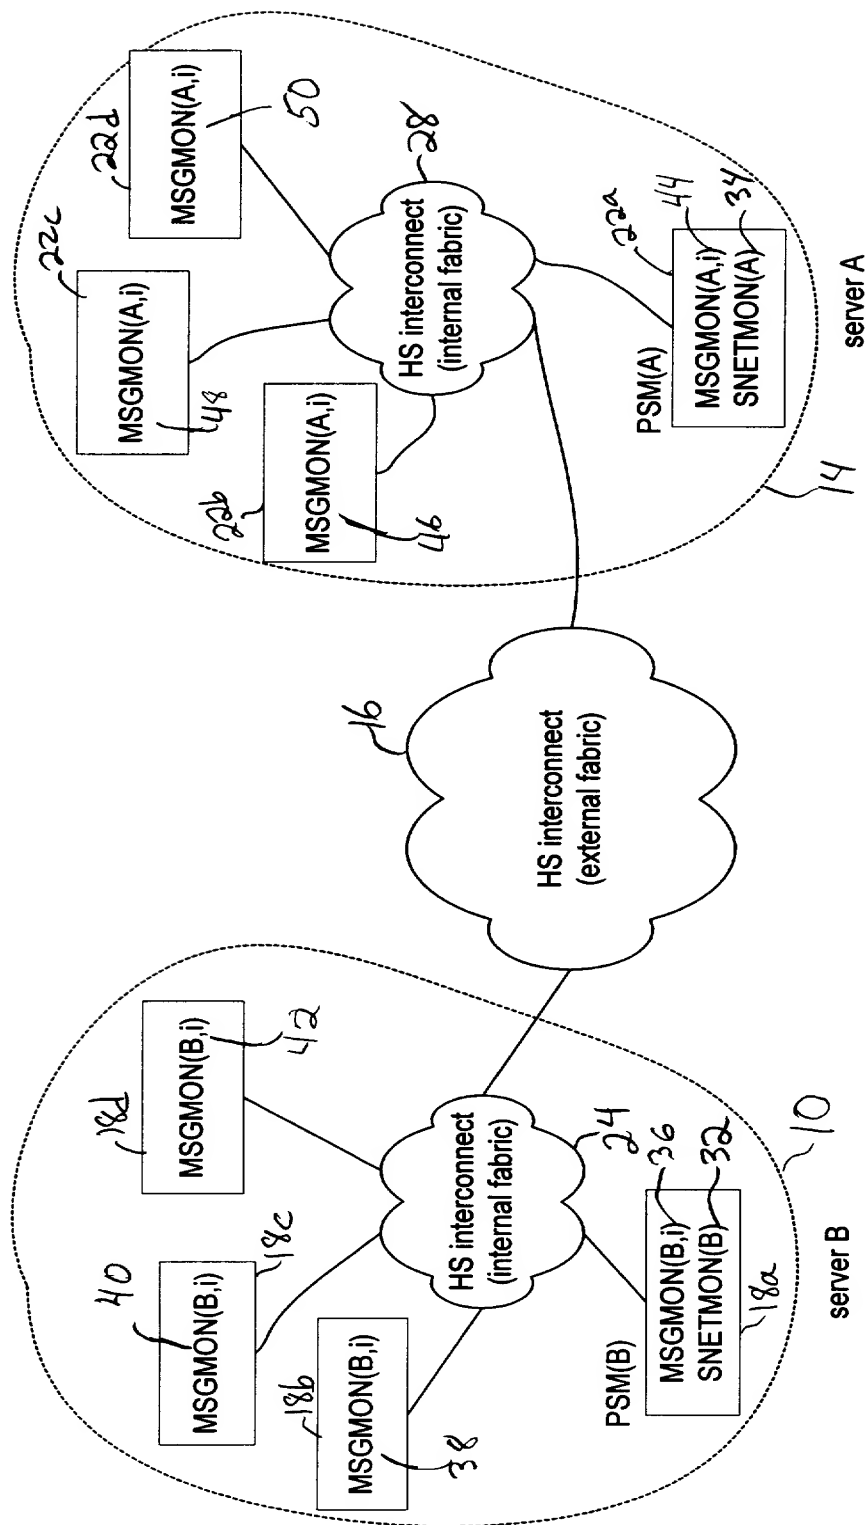 40
MSGMON(B,i)
18c
18d
MSGMON(B,i)
42
18b
MSGMON(B,i)
38
HS interconnect
(internal fabric)
24
PSM(B)
MSGMON(B,i)
SNETMON(B)
36
32
18a
10
server B
16
HS interconnect
(external fabric)
22c
MSGMON(A,i)
48
22d
MSGMON(A,i)
50
22b
MSGMON(A,i)
46
HS interconnect
(internal fabric)
28
PSM(A)
22a
MSGMON(A,i)
SNETMON(A)
44
34
14
server A